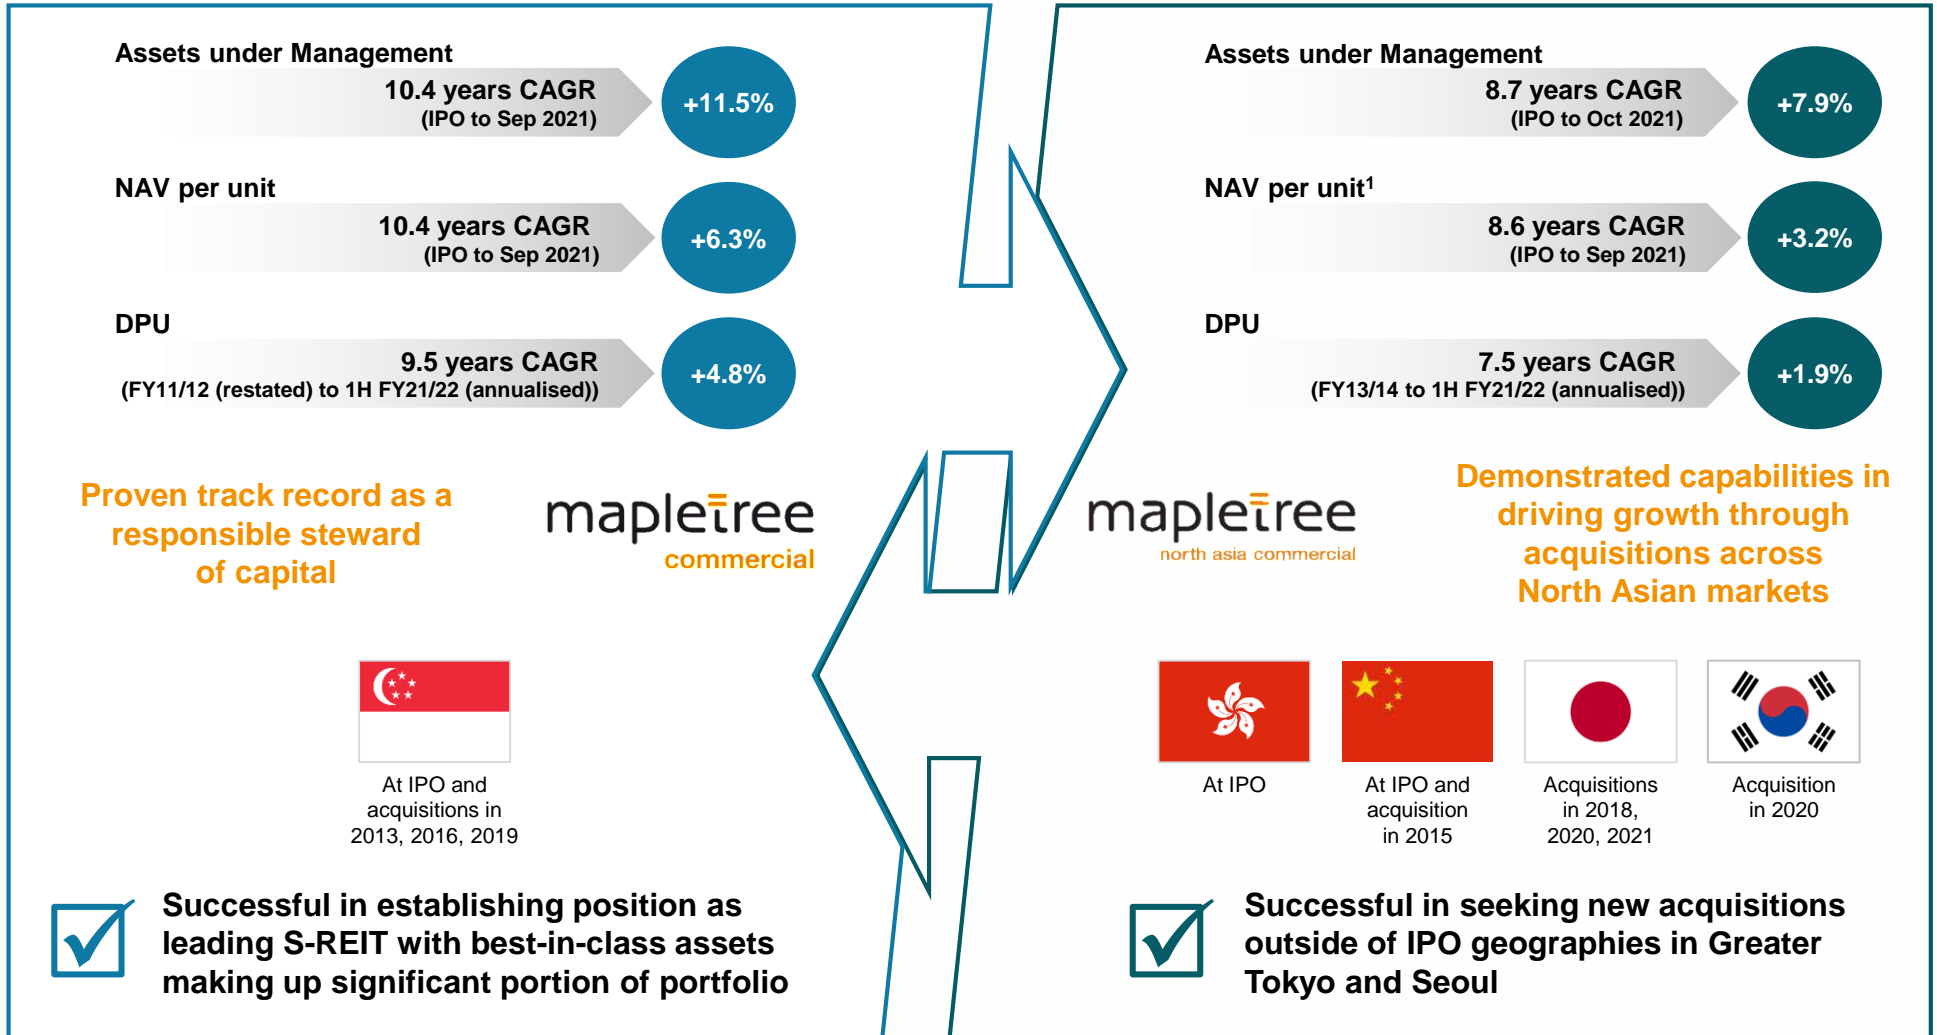 Assets under Management
10.4 years CAGR
(IPO to Sep 2021)
+11.5%
NAV per unit
10.4 years CAGR
(IPO to Sep 2021)
+6.3%
DPU
9.5 years CAGR
(FY11/12 (restated) to 1H FY21/22 (annualised))
+4.8%
Proven track record as a
responsible steward
of capital
mapletree
commercial
At IPO and
acquisitions in
2013, 2016, 2019
Successful in establishing position as
leading S-REIT with best-in-class assets
making up significant portion of portfolio
Assets under Management
8.7 years CAGR
(IPO to Oct 2021)
+7.9%
NAV per unit¹
8.6 years CAGR
(IPO to Sep 2021)
+3.2%
DPU
7.5 years CAGR
(FY13/14 to 1H FY21/22 (annualised))
+1.9%
mapletree
north asia commercial
Demonstrated capabilities in
driving growth through
acquisitions across
North Asian markets
At IPO
At IPO and
acquisition
in 2015
Acquisitions
in 2018,
2020, 2021
Acquisition
in 2020
Successful in seeking new acquisitions
outside of IPO geographies in Greater
Tokyo and Seoul